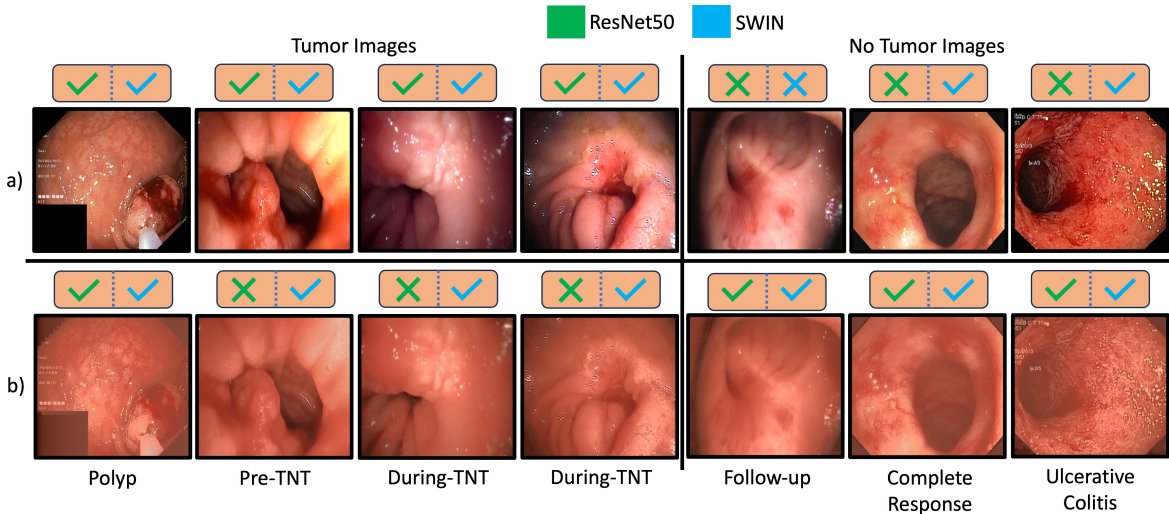 ResNet50 SWIN
Tumor Images No Tumor Images
a)
b)
Polyp Pre-TNT During-TNT During-TNT Follow-up Complete Response Ulcerative Colitis